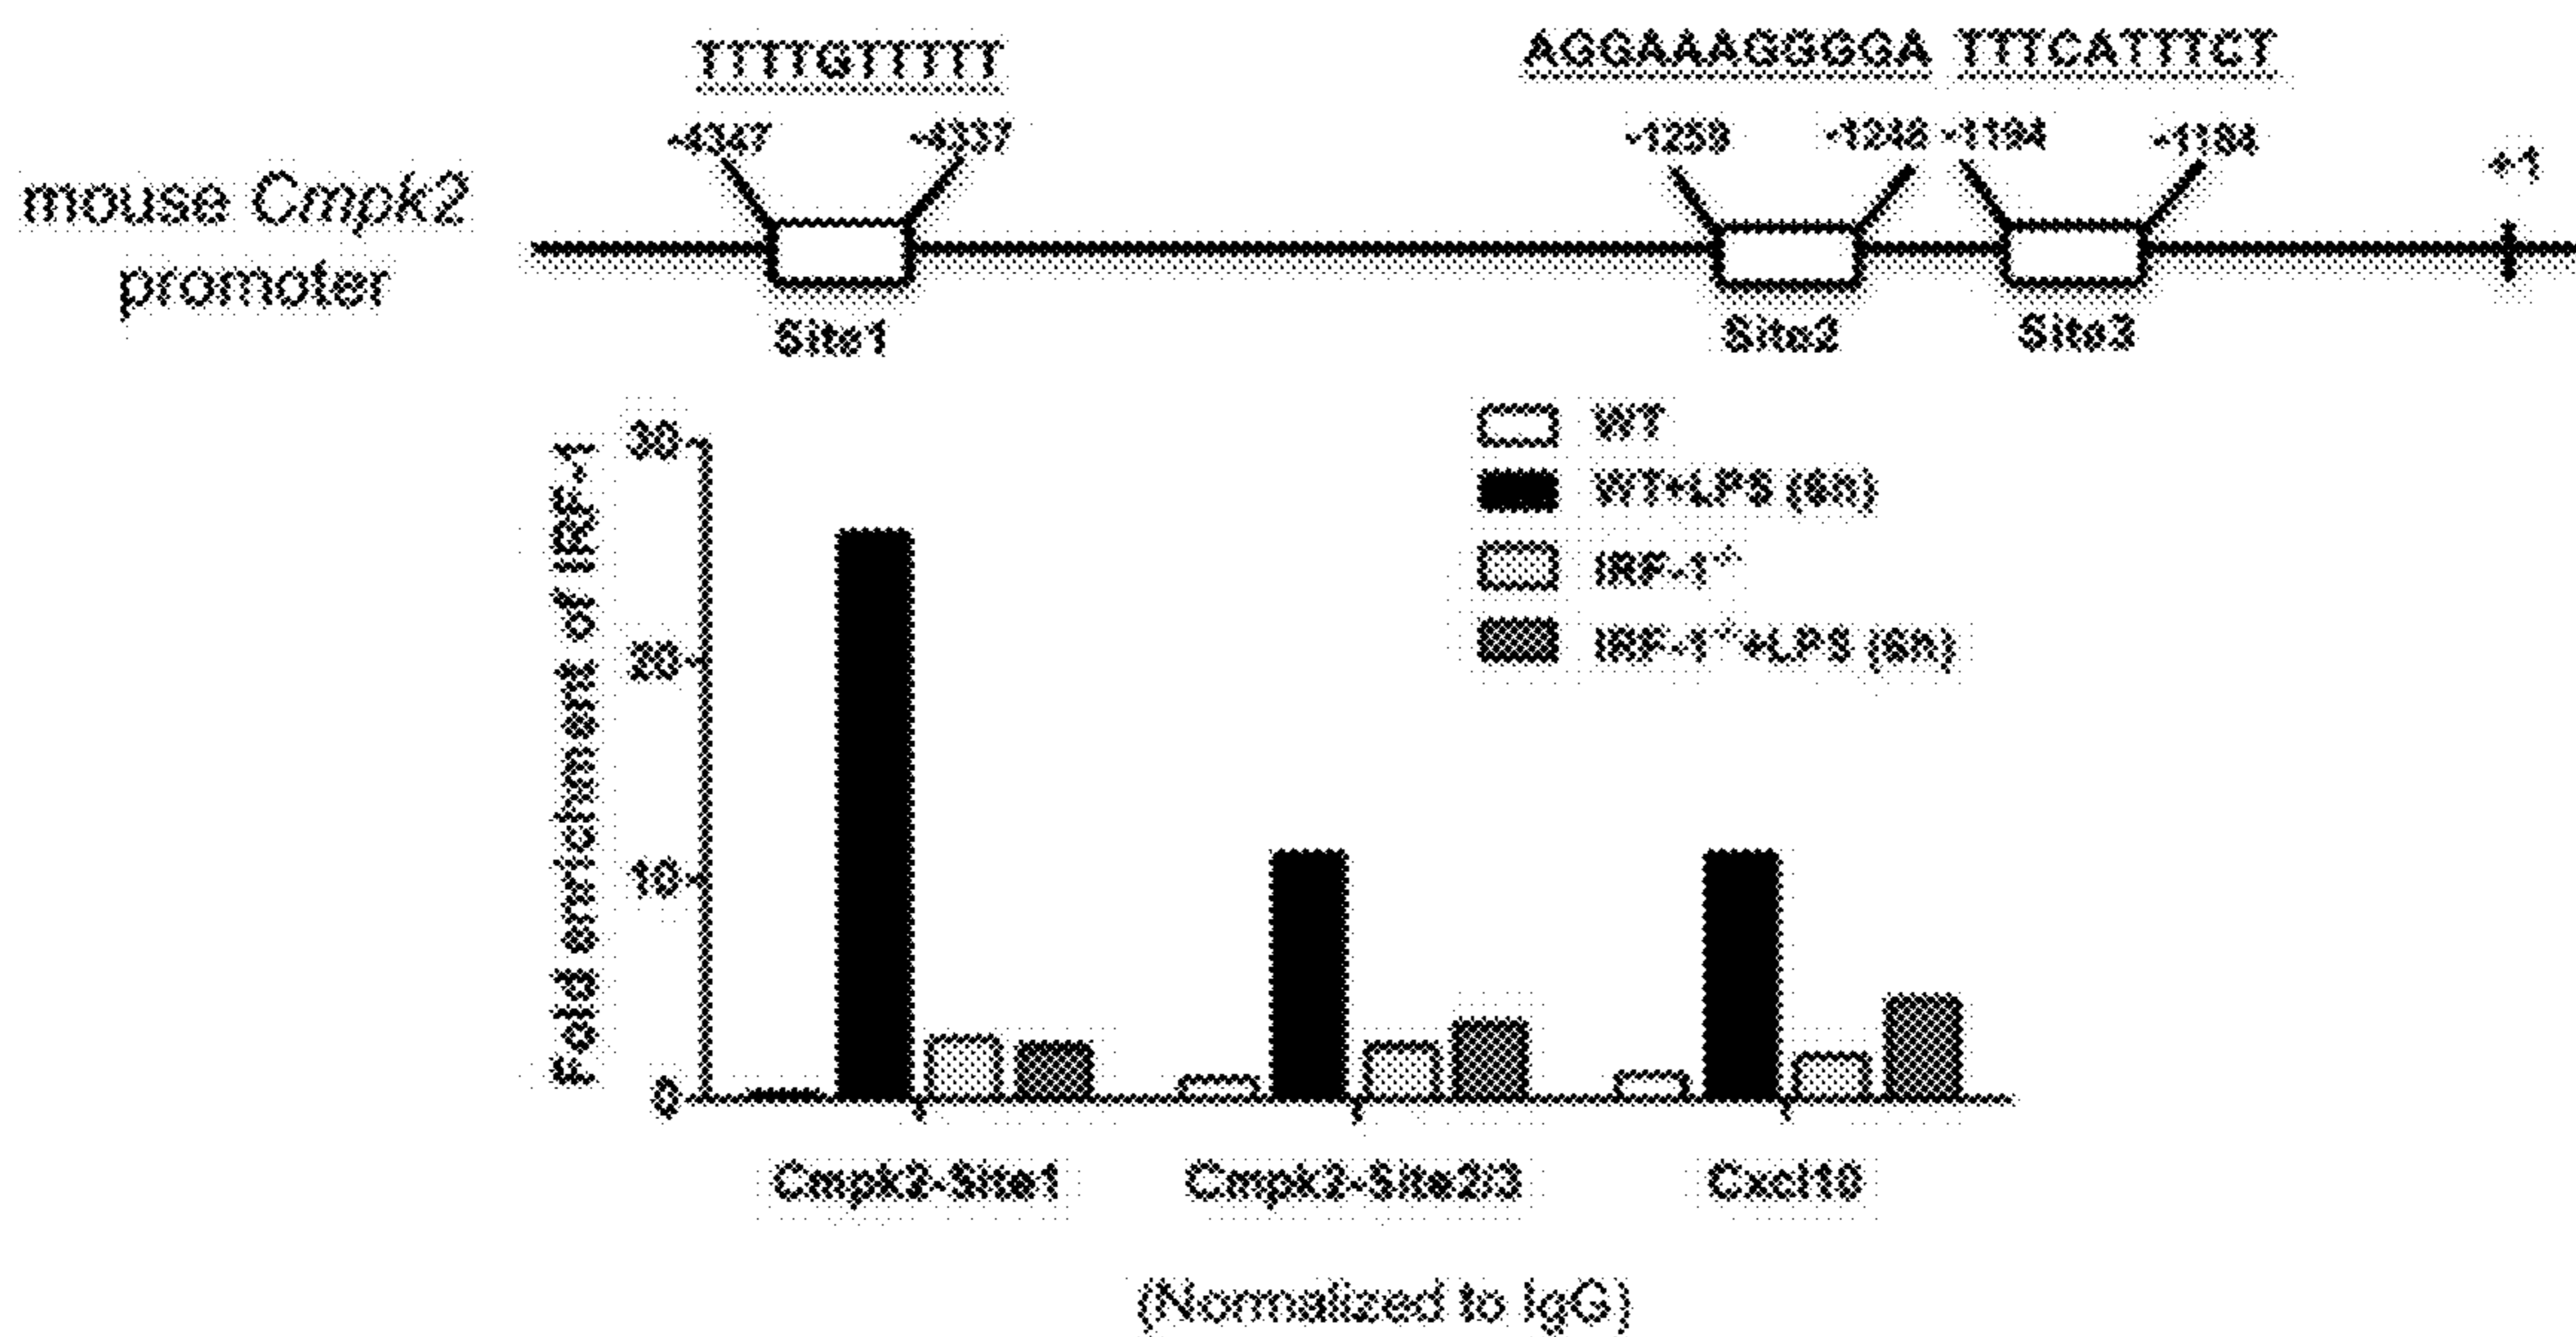 TTTTGTTTTT AGGAAAGGGGA TTTCATTTCT
-4347 -4337 -1259 -1248 -1194 -1184 +1
mouse Cmpk2
promoter
Site1 Site2 Site3
Fold enrichment of IRF-1
30
20
10
0
WT
WT+LPS (6h)
IRF-1-/-
IRF-1-/-+LPS (6h)
Cmpk2-Site1 Cmpk2-Site2/3 Cxcl10
(Normalized to IgG)